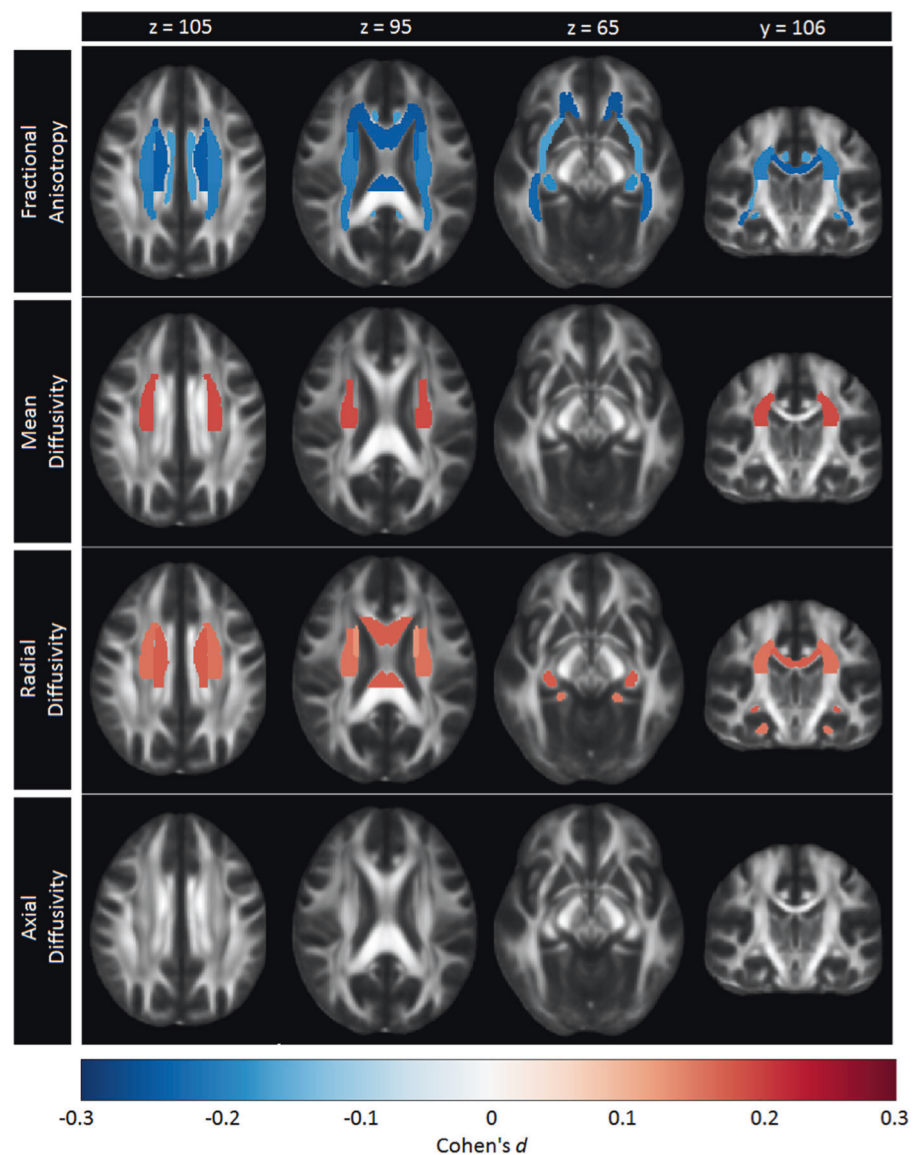 z = 105 z = 95 z = 65 y = 106
Fractional
Anisotropy
Mean
Diffusivity
Radial
Diffusivity
Axial
Diffusivity
-0.3 -0.2 -0.1 0 0.1 0.2 0.3
Cohen's d